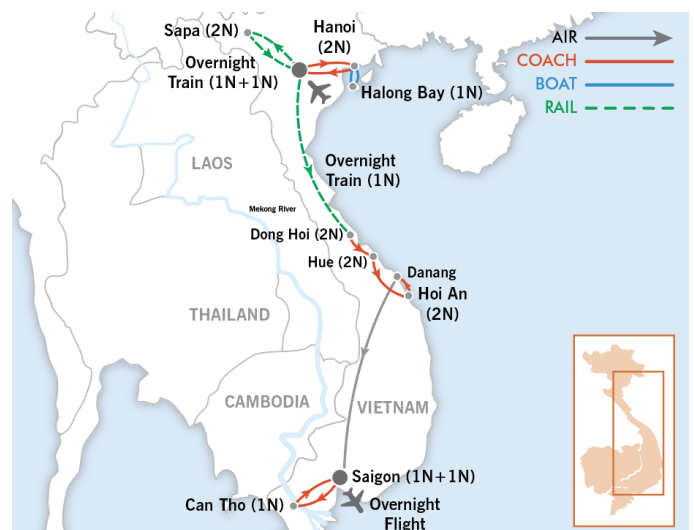 Sapa (2N)
Hanoi
(2N)
Overnight
Train (1N+1N)
Halong Bay (1N)
AIR
COACH
BOAT
RAIL
LAOS
Overnight
Train (1N)
Mekong River
Dong Hoi (2N)
Hue (2N)
Danang
Hoi An
(2N)
THAILAND
CAMBODIA
VIETNAM
Saigon (1N+1N)
Can Tho (1N)
Overnight
Flight